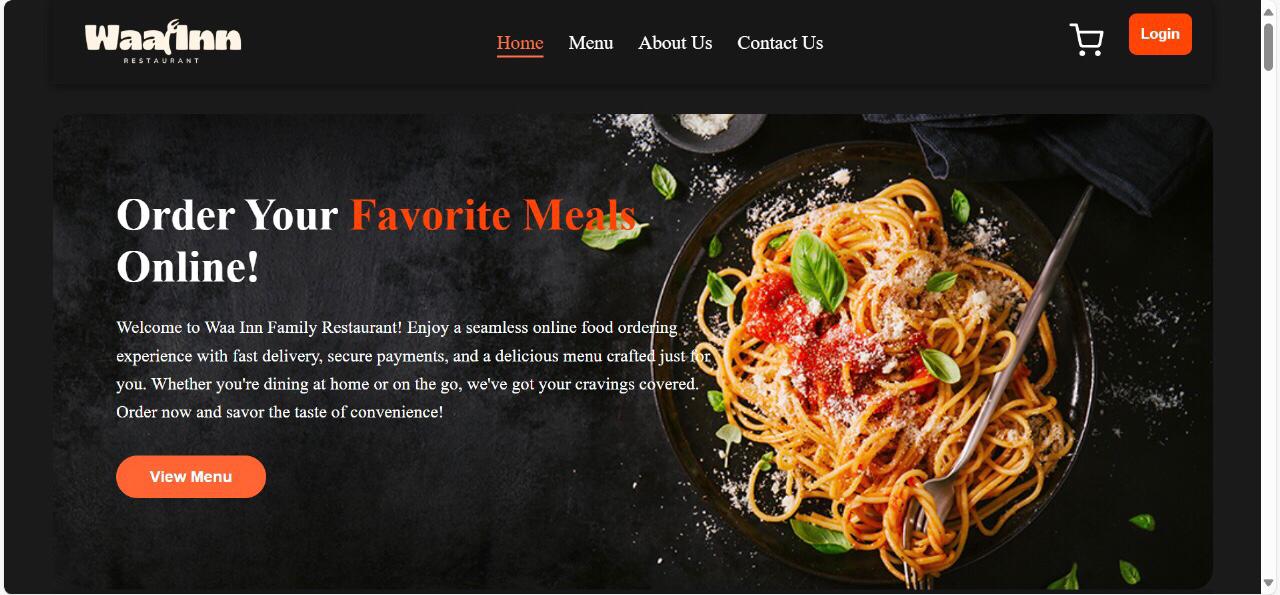 Waa Inn
RESTAURANT
Home Menu About Us Contact Us
Login
Order Your Favorite Meals
Online!
Welcome to Waa Inn Family Restaurant! Enjoy a seamless online food ordering
experience with fast delivery, secure payments, and a delicious menu crafted just for
you. Whether you're dining at home or on the go, we've got your cravings covered.
Order now and savor the taste of convenience!
View Menu